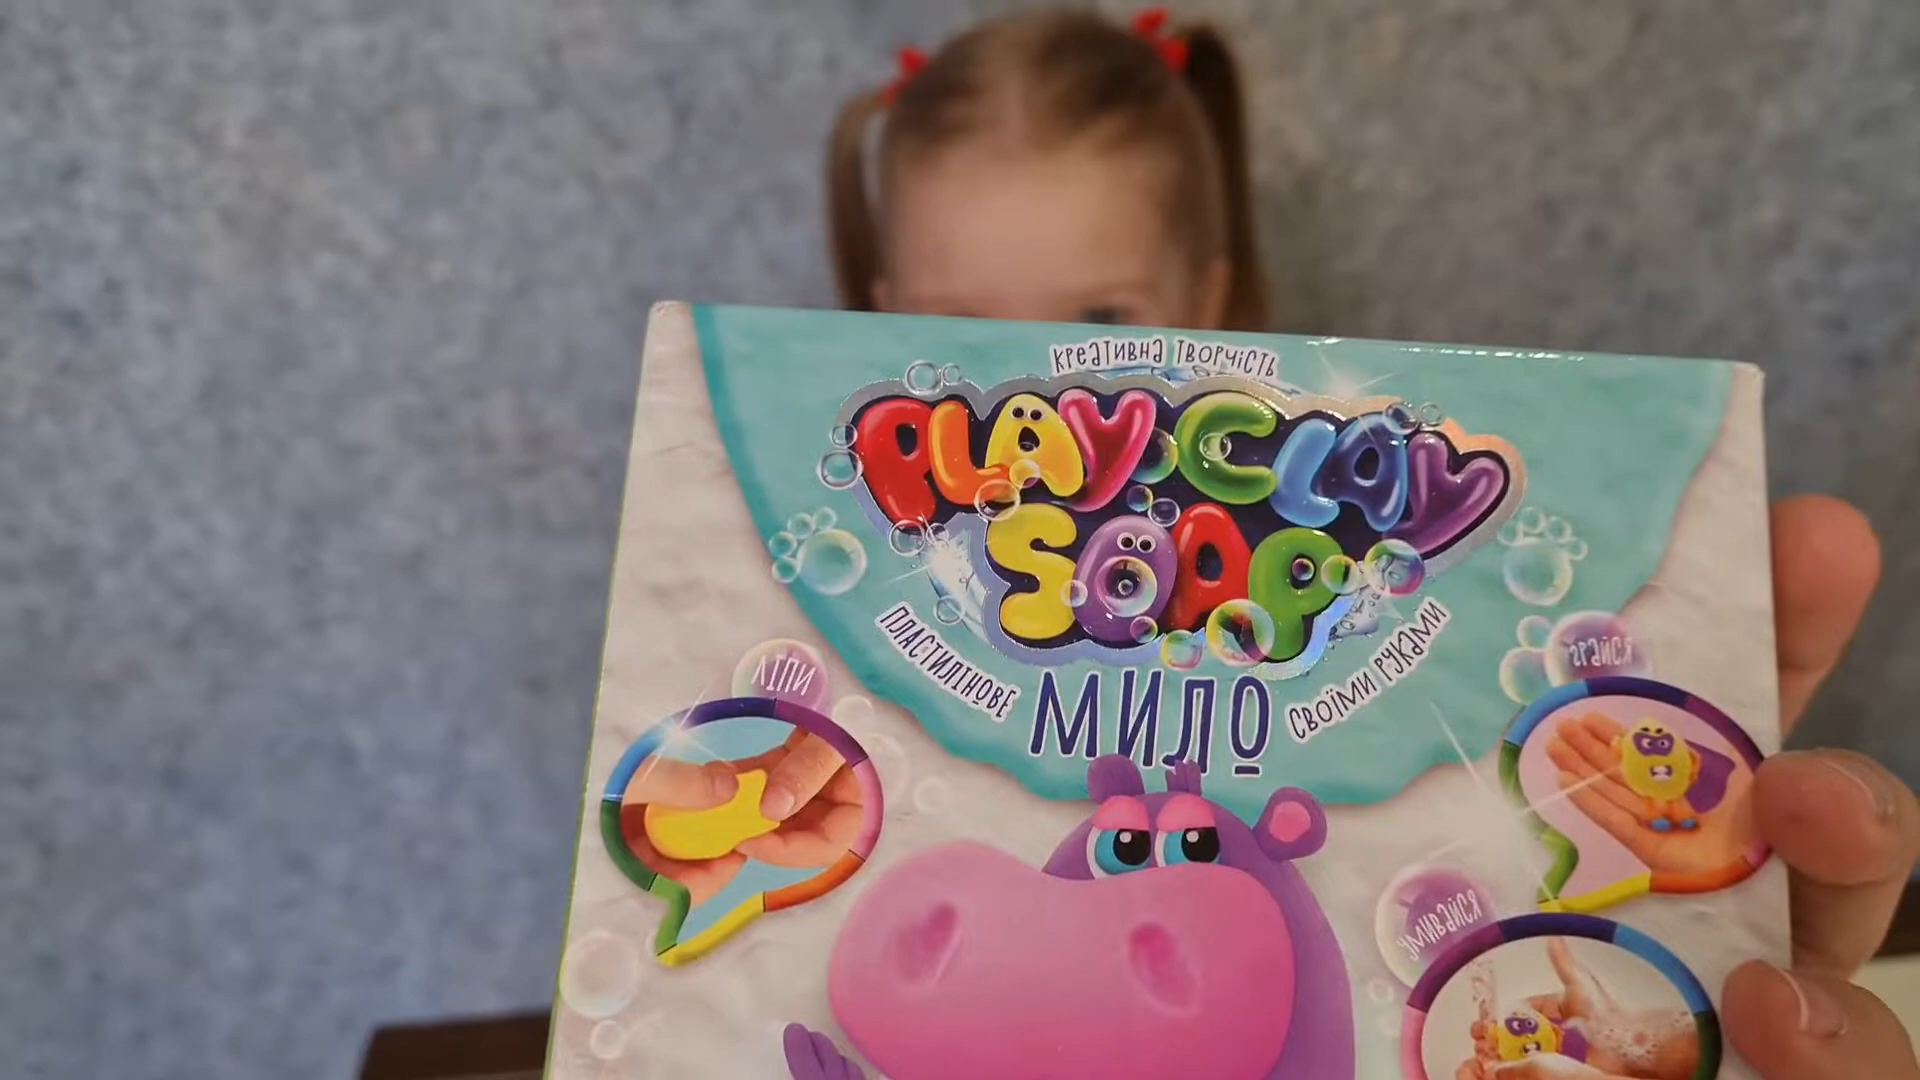 Креативна творчість
PLAY CLAY
SOAP
Пластилінове
МИЛО
своїми руками
Ліпи
Грайся
Умивайся